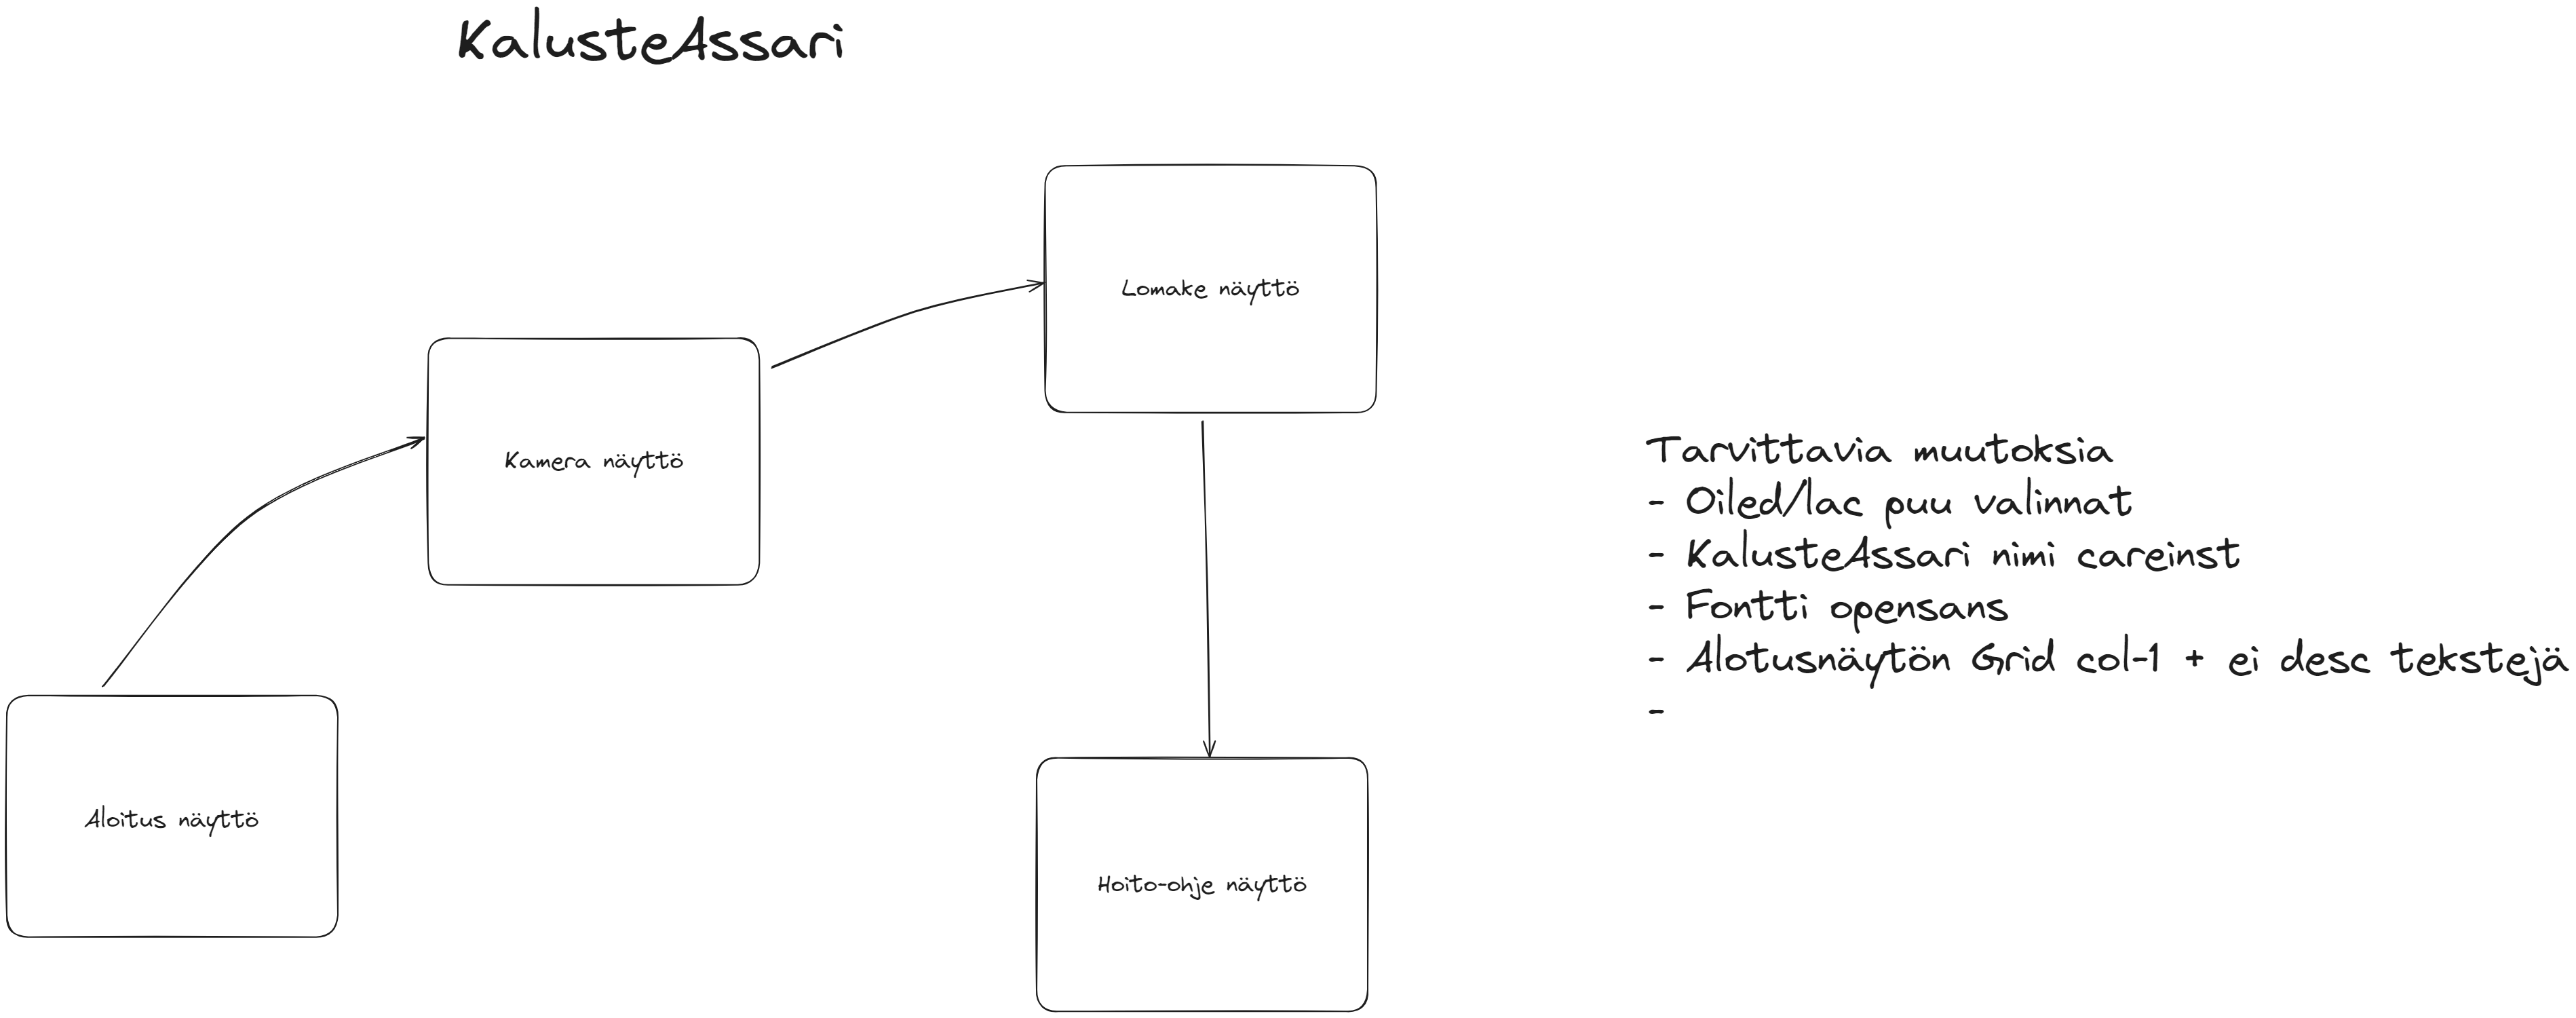 KalusteAssari
Lomake näyttö
Kamera näyttö
Aloitus näyttö
Hoito-ohje näyttö
Tarvittavia muutoksia
- Oiled/lac puu valinnat
- KalusteAssari nimi careinst
- Fontti opensans
- Alotusnäytön Grid col-1 + ei desc tekstejä
-